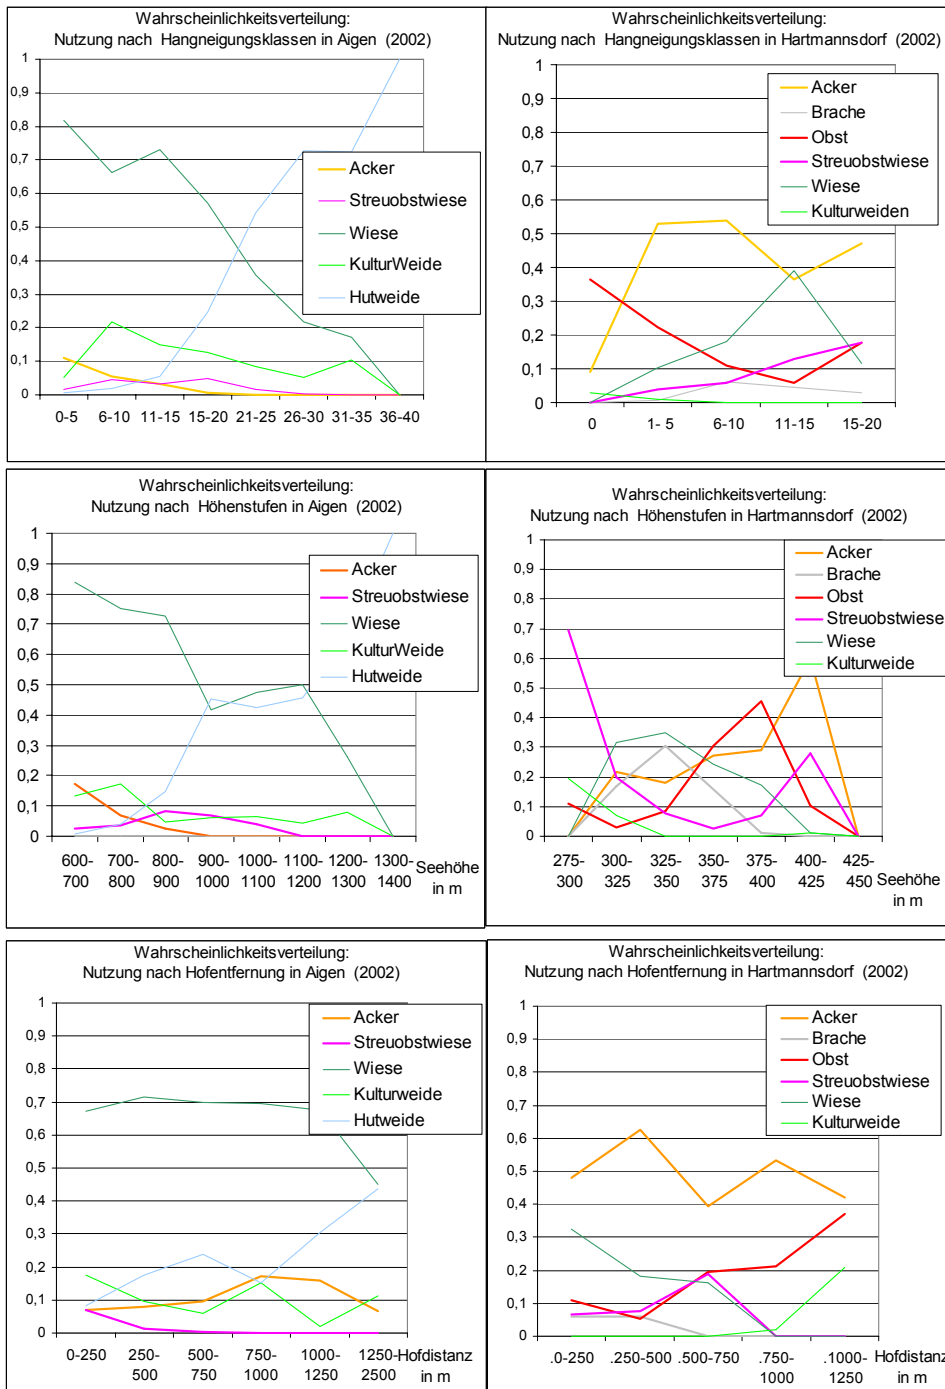 Wahrscheinlichkeitsverteilung:
Nutzung nach Hangneigungsklassen in Aigen (2002)
1
0,9
0,8
0,7
0,6
0,5
0,4
0,3
0,2
0,1
0
0-5 6-10 11-15 15-20 21-25 26-30 31-35 36-40
Acker
Streuobstwiese
Wiese
KulturWeide
Hutweide
Wahrscheinlichkeitsverteilung:
Nutzung nach Hangneigungsklassen in Hartmannsdorf (2002)
1
0,9
0,8
0,7
0,6
0,5
0,4
0,3
0,2
0,1
0
0 1- 5 6-10 11-15 15-20
Acker
Brache
Obst
Streuobstwiese
Wiese
Kulturweiden
Wahrscheinlichkeitsverteilung:
Nutzung nach Höhenstufen in Aigen (2002)
1
0,9
0,8
0,7
0,6
0,5
0,4
0,3
0,2
0,1
0
600- 700- 800- 900- 1000- 1100- 1200- 1300- Seehöhe
700 800 900 1000 1100 1200 1300 1400 in m
Acker
Streuobstwiese
Wiese
KulturWeide
Hutweide
Wahrscheinlichkeitsverteilung:
Nutzung nach Höhenstufen in Hartmannsdorf (2002)
1
0,9
0,8
0,7
0,6
0,5
0,4
0,3
0,2
0,1
0
275- 300- 325- 350- 375- 400- 425-
300 325 350 375 400 425 450 Seehöhe
in m
Acker
Brache
Obst
Streuobstwiese
Wiese
Kulturweide
Wahrscheinlichkeitsverteilung:
Nutzung nach Hofentfernung in Aigen (2002)
1
0,9
0,8
0,7
0,6
0,5
0,4
0,3
0,2
0,1
0
0-250 250- 500- 750- 1000- 1250- Hofdistanz
500 750 1000 1250 2500 in m
Acker
Streuobstwiese
Wiese
Kulturweide
Hutweide
Wahrscheinlichkeitsverteilung:
Nutzung nach Hofentfernung in Hartmannsdorf (2002)
1
0,9
0,8
0,7
0,6
0,5
0,4
0,3
0,2
0,1
0
.0-250 .250-500 .500-750 .750- .1000- Hofdistanz
1000 1250 in m
Acker
Brache
Obst
Streuobstwiese
Wiese
Kulturweide